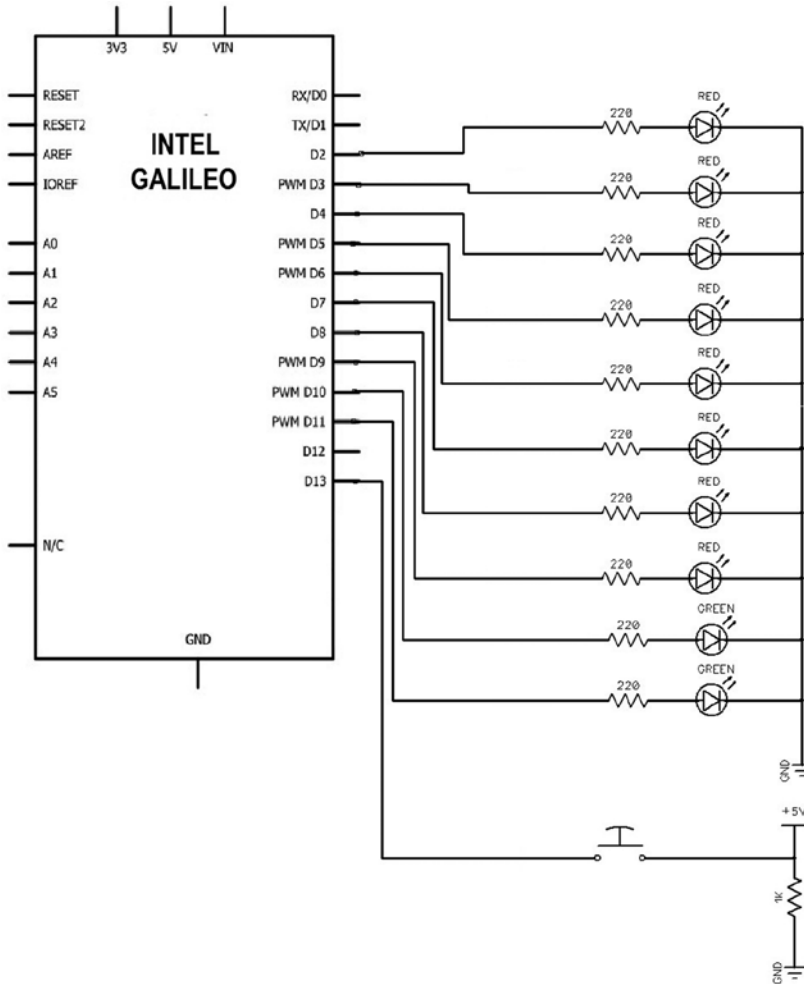 3V3 5V VIN
RESET
RESET2
AREF
IOREF
A0
A1
A2
A3
A4
A5
N/C
INTEL
GALILEO
RX/D0
TX/D1
D2
PWM D3
D4
PWM D5
PWM D6
D7
D8
PWM D9
PWM D10
PWM D11
D12
D13
GND
RED
220
RED
220
RED
220
RED
220
RED
220
RED
220
RED
220
RED
220
GREEN
220
GREEN
220
GND
+5V
1K
GND